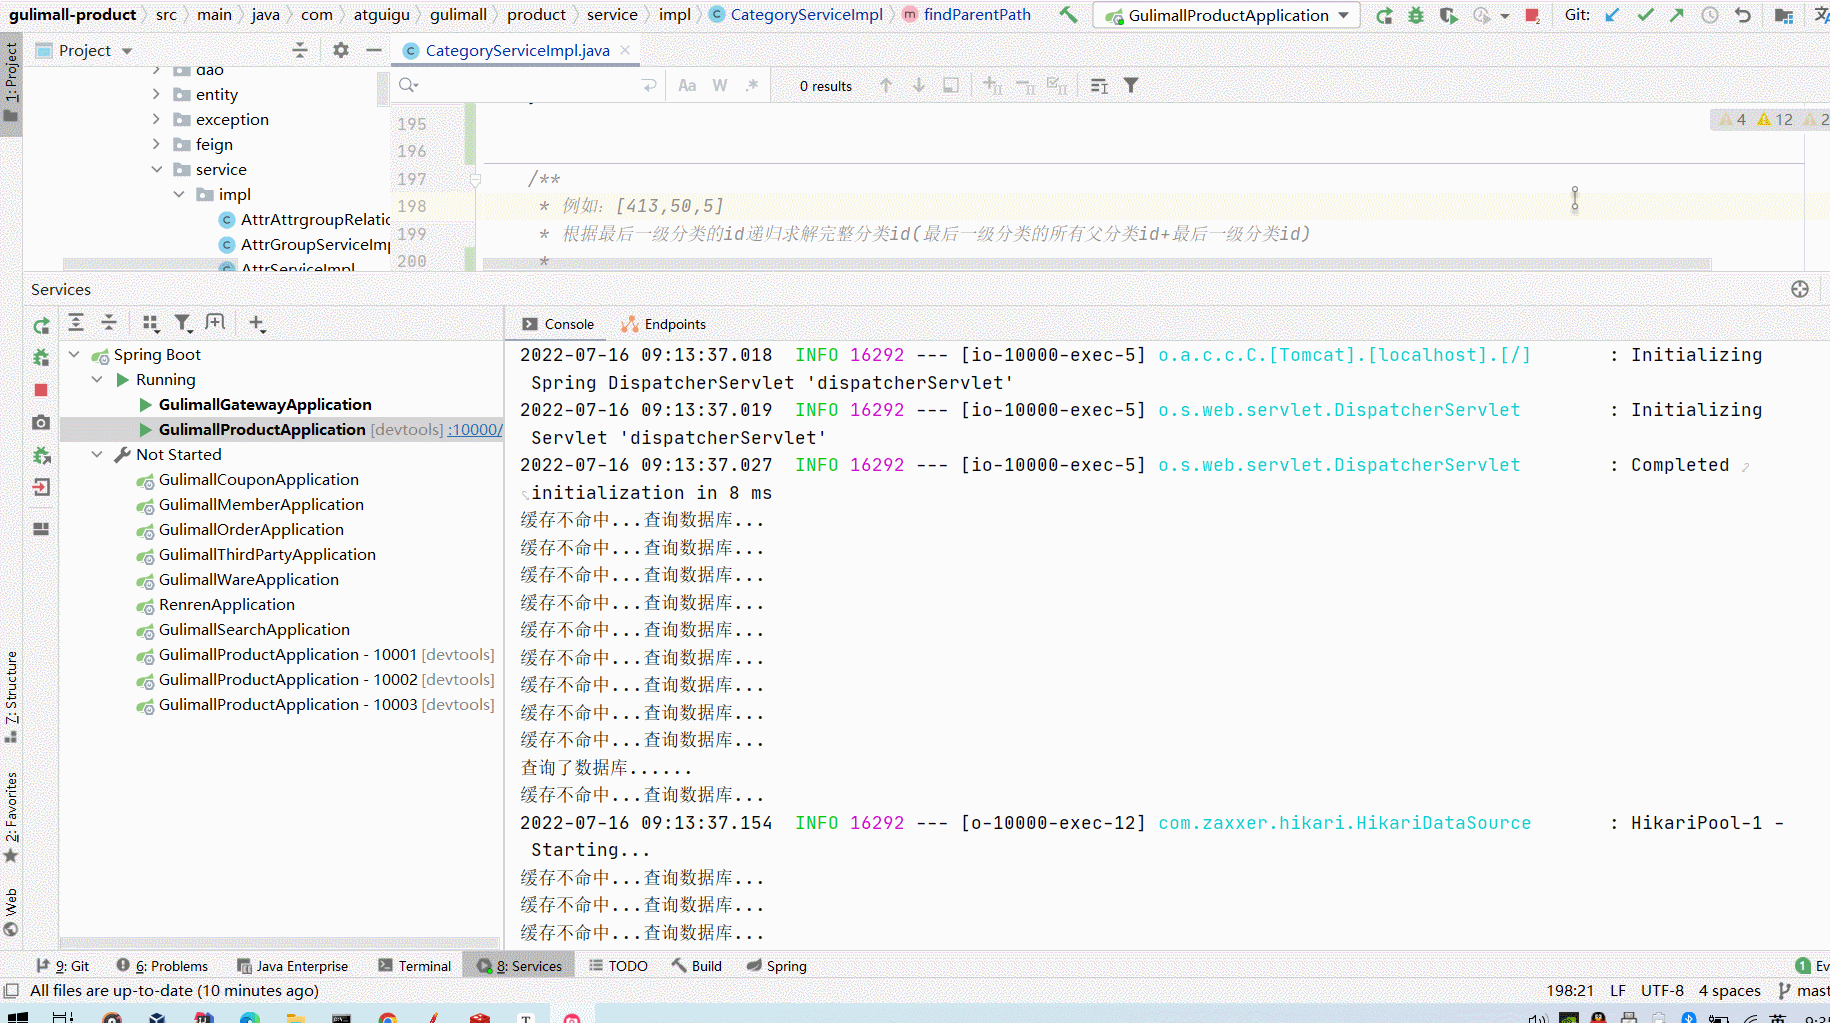 gulimall-product src main java com atguigu gulimall product service impl CategoryServiceImpl findParentPath GulimallProductApplication Git:
1: Project
Project
CategoryServiceImpl.java
dao
entity
exception
feign
service
impl
AttrAttrgroupRelatio
AttrGroupServiceImp
AttrServiceImpl
Aa W .* 0 results
4 12 2
195
196
197 /**
198 * 例如：[413,50,5]
199 * 根据最后一级分类的id递归求解完整分类id(最后一级分类的所有父分类id+最后一级分类id)
200 *
Services
Spring Boot
Running
GulimallGatewayApplication
GulimallProductApplication [devtools] :10000/
Not Started
GulimallCouponApplication
GulimallMemberApplication
GulimallOrderApplication
GulimallThirdPartyApplication
GulimallWareApplication
RenrenApplication
GulimallSearchApplication
GulimallProductApplication - 10001 [devtools]
GulimallProductApplication - 10002 [devtools]
GulimallProductApplication - 10003 [devtools]
Console Endpoints
2022-07-16 09:13:37.018 INFO 16292 --- [io-10000-exec-5] o.a.c.c.C.[Tomcat].[localhost].[/] : Initializing
Spring DispatcherServlet 'dispatcherServlet'
2022-07-16 09:13:37.019 INFO 16292 --- [io-10000-exec-5] o.s.web.servlet.DispatcherServlet : Initializing
Servlet 'dispatcherServlet'
2022-07-16 09:13:37.027 INFO 16292 --- [io-10000-exec-5] o.s.web.servlet.DispatcherServlet : Completed
initialization in 8 ms
缓存不命中...查询数据库...
缓存不命中...查询数据库...
缓存不命中...查询数据库...
缓存不命中...查询数据库...
缓存不命中...查询数据库...
缓存不命中...查询数据库...
缓存不命中...查询数据库...
缓存不命中...查询数据库...
缓存不命中...查询数据库...
查询了数据库......
缓存不命中...查询数据库...
2022-07-16 09:13:37.154 INFO 16292 --- [o-10000-exec-12] com.zaxxer.hikari.HikariDataSource : HikariPool-1 -
Starting...
缓存不命中...查询数据库...
缓存不命中...查询数据库...
缓存不命中...查询数据库...
7: Structure
2: Favorites
Web
9: Git 6: Problems Java Enterprise Terminal 8: Services TODO Build Spring 1 Ev
All files are up-to-date (10 minutes ago) 198:21 LF UTF-8 4 spaces mast
英